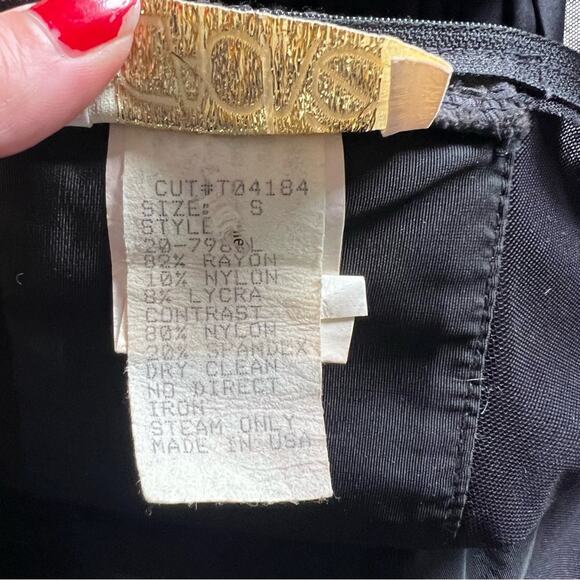 CUT#T04184
SIZE: S
STYLE
82% RAYON
10% NYLON
8% LYCRA
CONTRAST
80% NYLON
20% SPANDEX
DRY CLEAN
NO DIRECT
IRON
STEAM ONLY
MADE IN USA